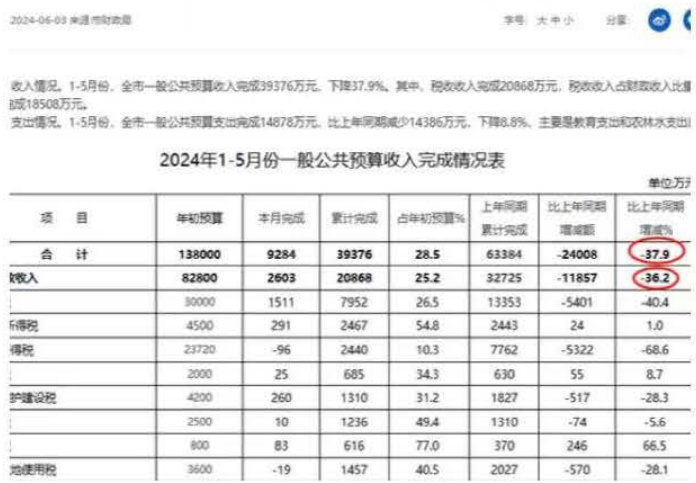 2024-06-03 来源 市财政局 字号 大 中 小 分享
收入情况。1-5月份，全市一般公共预算收入完成39376万元，下降37.9%。其中，税收收入完成20868万元，税收收入占财政收入比
成18508万元。
支出情况。1-5月份，全市一般公共预算支出完成14878万元，比上年同期减少14386万元，下降8.8%，主要是教育支出和农林水支出
2024年1-5月份一般公共预算收入完成情况表
单位万元
项 目 年初预算 本月完成 累计完成 占年初预算% 上年同期累计完成 比上年同期增减额 比上年同期增减%
合 计 138000 9284 39376 28.5 63384 -24008 -37.9
收收入 82800 2603 20868 25.2 32725 -11857 -36.2
30000 1511 7952 26.5 13353 -5401 -40.4
所得税 4500 291 2467 54.8 2443 24 1.0
得税 23720 -96 2440 10.3 7762 -5322 -68.6
2000 25 685 34.3 630 55 8.7
护建设税 4200 260 1310 31.2 1827 -517 -28.3
2500 10 1236 49.4 1310 -74 -5.6
800 83 616 77.0 370 246 66.5
地使用税 3600 -19 1457 40.5 2027 -570 -28.1